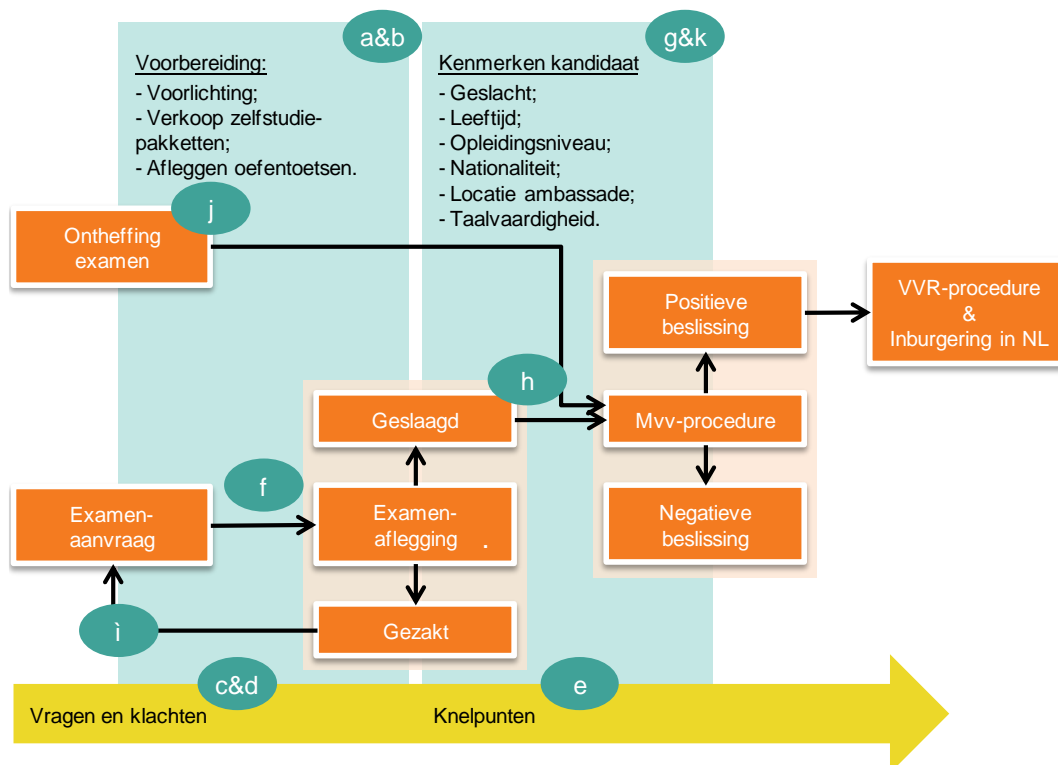 a&b
g&k
Voorbereiding:
- Voorlichting;
- Verkoop zelfstudie-
pakketten;
- Afleggen oefentoetsen.
Kenmerken kandidaat
- Geslacht;
- Leeftijd;
- Opleidingsniveau;
- Nationaliteit;
- Locatie ambassade;
- Taalvaardigheid.
j
Ontheffing
examen
Positieve
beslissing
VVR-procedure
&
Inburgering in NL
h
Geslaagd
Mvv-procedure
f
Examen-
aanvraag
Examen-
aflegging .
Negatieve
beslissing
ì
Gezakt
c&d
e
Vragen en klachten
Knelpunten